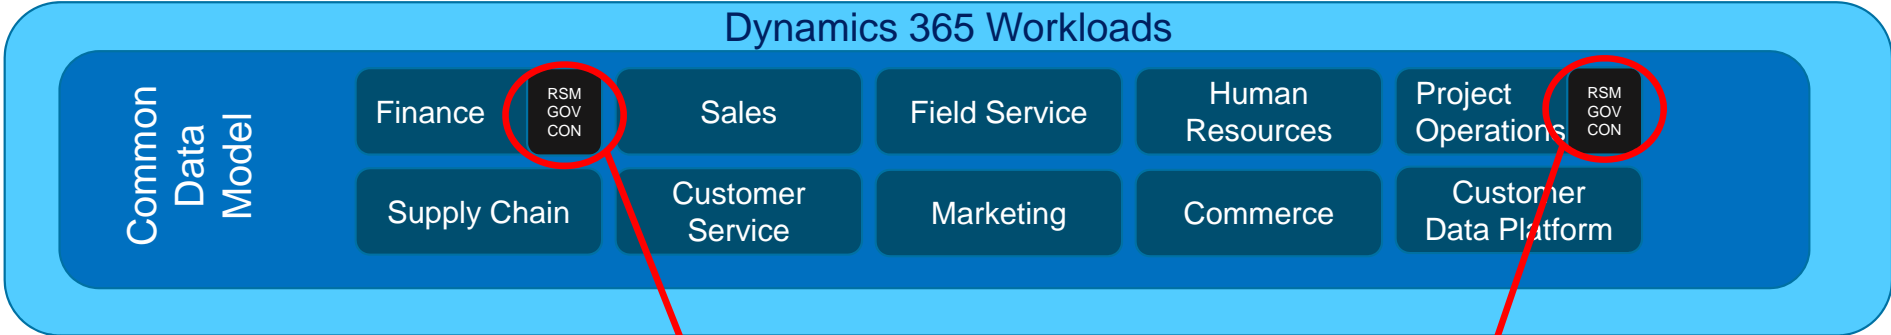 Dynamics 365 Workloads
Common
Data
Model
Finance
RSM
GOV
CON
Sales
Field Service
Human
Resources
Project
Operations
RSM
GOV
CON
Supply Chain
Customer
Service
Marketing
Commerce
Customer
Data Platform